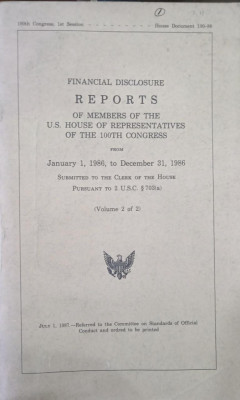 100th Congress, 1st Session - - - - - - - - - - House Document 100-
FINANCIAL DISCLOSURE
REPORTS
OF MEMBERS OF THE
U.S. HOUSE OF REPRESENTATIVES
OF THE 100TH CONGRESS
FROM
January 1, 1986, to December 31, 1986
SUBMITTED TO THE CLERK OF THE HOUSE
PURSUANT TO 2 U.S.C. § 703(a)
(Volume 2 of 2)
JULY 1, 1987.—Referred to the Committee on Standards of Official
Conduct and ordered to be printed